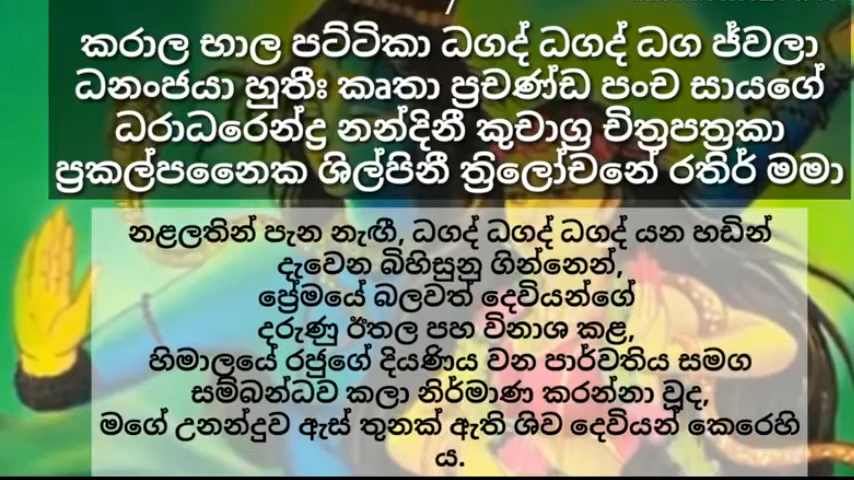 කරාල භාල පට්ටිකා ධගද් ධගද් ධග ජ්වලා
ධනංජයා හුතීඃ කෘතා ප්‍රචණ්ඩ පංච සායගේ
ධරාධරෙන්ද්‍ර නන්දිනී කුචාග්‍ර චිත්‍රපත්‍රකා
ප්‍රකල්පනෛක ශිල්පිනී ත්‍රිලෝචනේ රතිර් මමා
නළලතින් පැන නැඟී, ධගද් ධගද් ධගද් යන හඩින්
දැවෙන බිහිසුනු ගින්නෙන්,
ප්‍රේමයේ බලවත් දෙවියන්ගේ
දරුණු ඊතල පහ විනාශ කළ,
හිමාලයේ රජුගේ දියණිය වන පාර්වතිය සමග
සම්බන්ධව කලා නිර්මාණ කරන්නා වූද,
මගේ උනන්දුව ඇස් තුනක් ඇති ශිව දෙවියන් කෙරෙහි
ය.